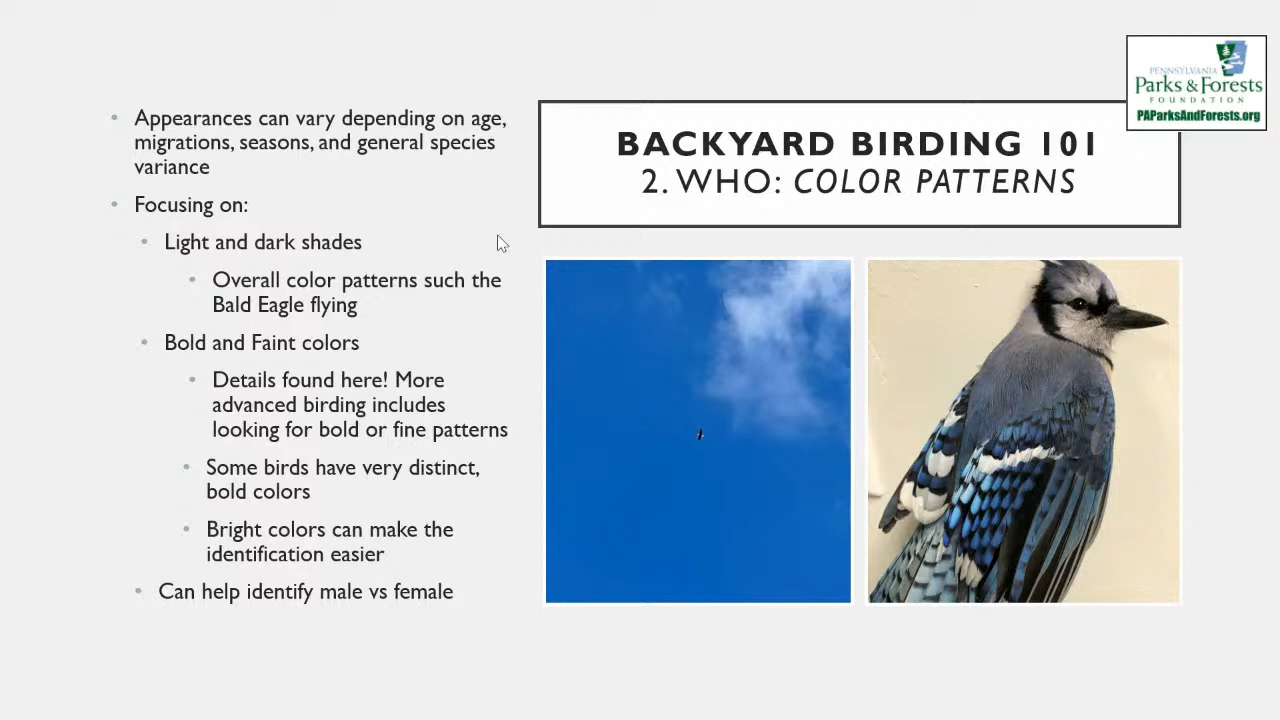 Appearances can vary depending on age,
migrations, seasons, and general species
variance
Focusing on:
Light and dark shades
Overall color patterns such the
Bald Eagle flying
Bold and Faint colors
Details found here! More
advanced birding includes
looking for bold or fine patterns
Some birds have very distinct,
bold colors
Bright colors can make the
identification easier
Can help identify male vs female
BACKYARD BIRDING 101
2. WHO: COLOR PATTERNS
PENNSYLVANIA
Parks & Forests
FOUNDATION
PAParksAndForests.org